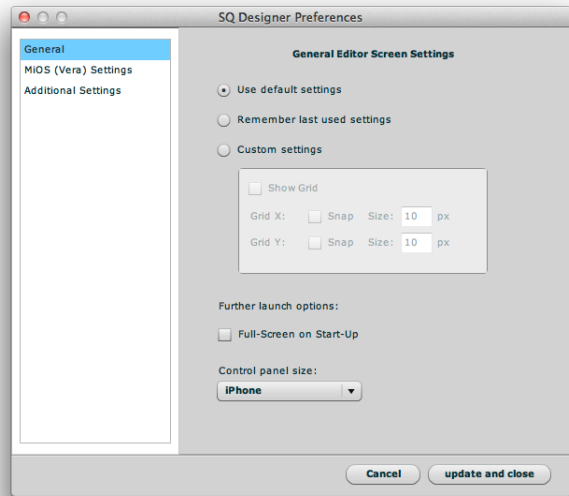 SQ Designer Preferences
General
MiOS (Vera) Settings
Additional Settings
General Editor Screen Settings
Use default settings
Remember last used settings
Custom settings
Show Grid
Grid X: Snap Size: 10 px
Grid Y: Snap Size: 10 px
Further launch options:
Full-Screen on Start-Up
Control panel size:
iPhone
Cancel update and close